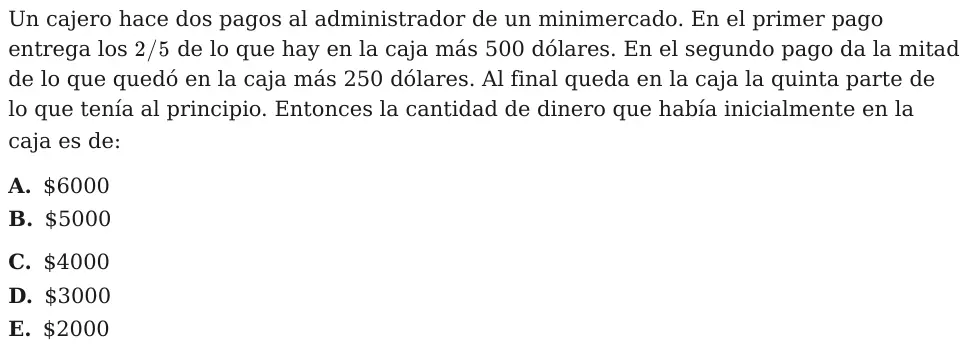 Un cajero hace dos pagos al administrador de un minimercado. En el primer pago
entrega los 2/5 de lo que hay en la caja más 500 dólares. En el segundo pago da la mitad
de lo que quedó en la caja más 250 dólares. Al final queda en la caja la quinta parte de
lo que tenía al principio. Entonces la cantidad de dinero que había inicialmente en la
caja es de:
A. $6000
B. $5000
C. $4000
D. $3000
E. $2000